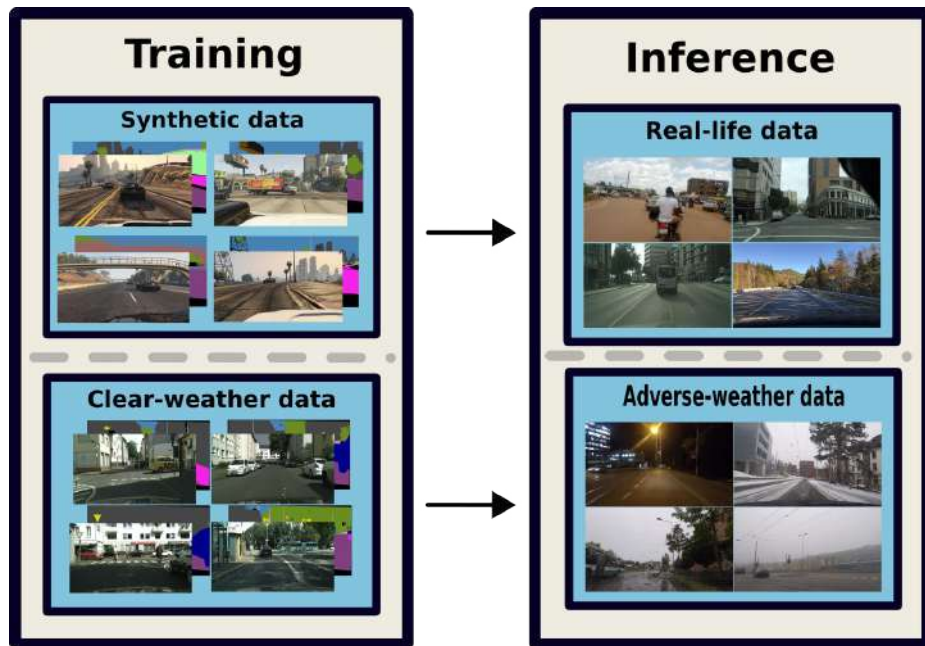 Training
Synthetic data
Clear-weather data
Inference
Real-life data
Adverse-weather data